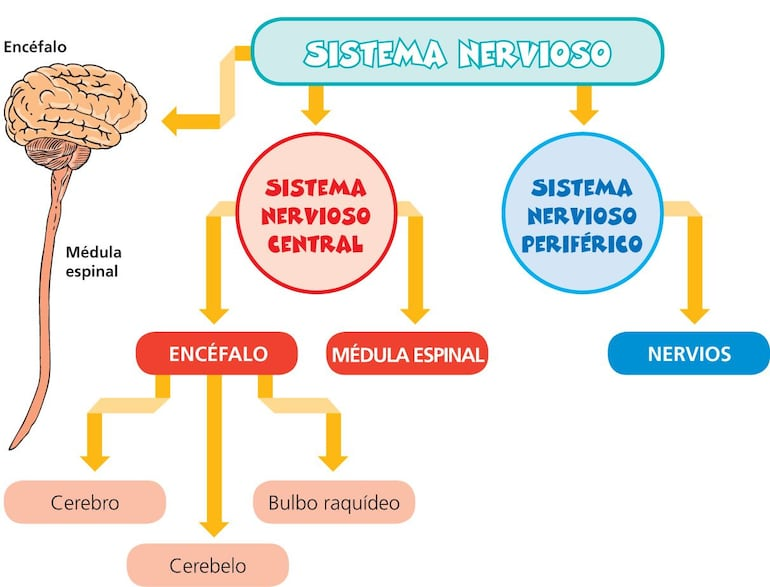 Encéfalo
SISTEMA NERVIOSO
SISTEMA
NERVIOSO
CENTRAL
SISTEMA
NERVIOSO
PERIFÉRICO
Médula
espinal
ENCÉFALO
MÉDULA ESPINAL
NERVIOS
Cerebro
Bulbo raquídeo
Cerebelo